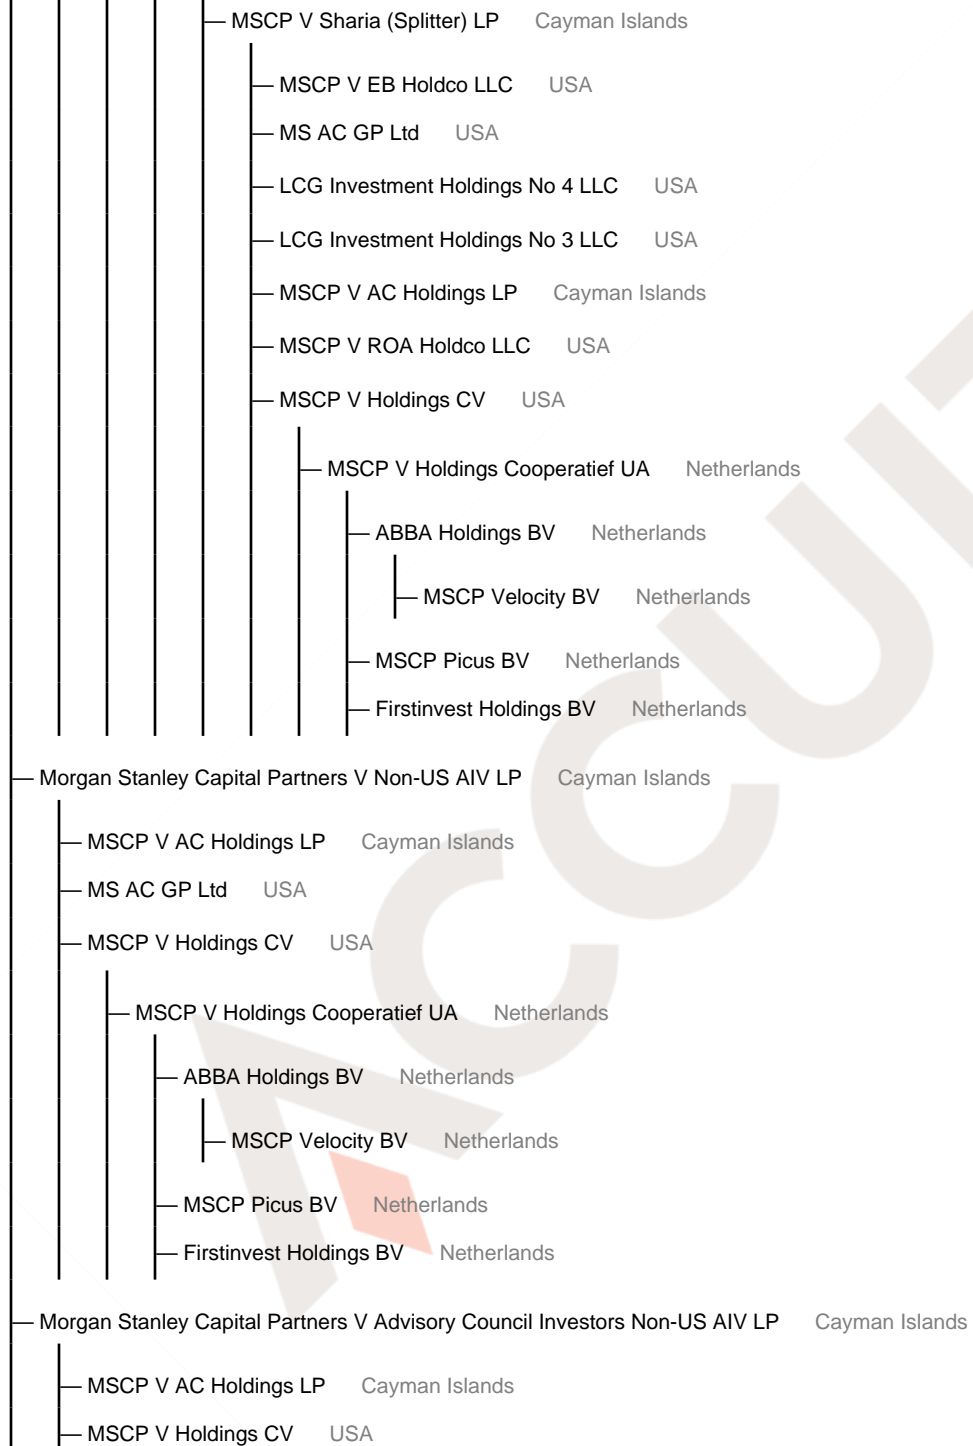 MSCP V Sharia (Splitter) LP Cayman Islands
MSCP V EB Holdco LLC USA
MS AC GP Ltd USA
LCG Investment Holdings No 4 LLC USA
LCG Investment Holdings No 3 LLC USA
MSCP V AC Holdings LP Cayman Islands
MSCP V ROA Holdco LLC USA
MSCP V Holdings CV USA
MSCP V Holdings Cooperatief UA Netherlands
ABBA Holdings BV Netherlands
MSCP Velocity BV Netherlands
MSCP Picus BV Netherlands
Firstinvest Holdings BV Netherlands
Morgan Stanley Capital Partners V Non-US AIV LP Cayman Islands
MSCP V AC Holdings LP Cayman Islands
MS AC GP Ltd USA
MSCP V Holdings CV USA
MSCP V Holdings Cooperatief UA Netherlands
ABBA Holdings BV Netherlands
MSCP Velocity BV Netherlands
MSCP Picus BV Netherlands
Firstinvest Holdings BV Netherlands
Morgan Stanley Capital Partners V Advisory Council Investors Non-US AIV LP Cayman Islands
MSCP V AC Holdings LP Cayman Islands
MSCP V Holdings CV USA